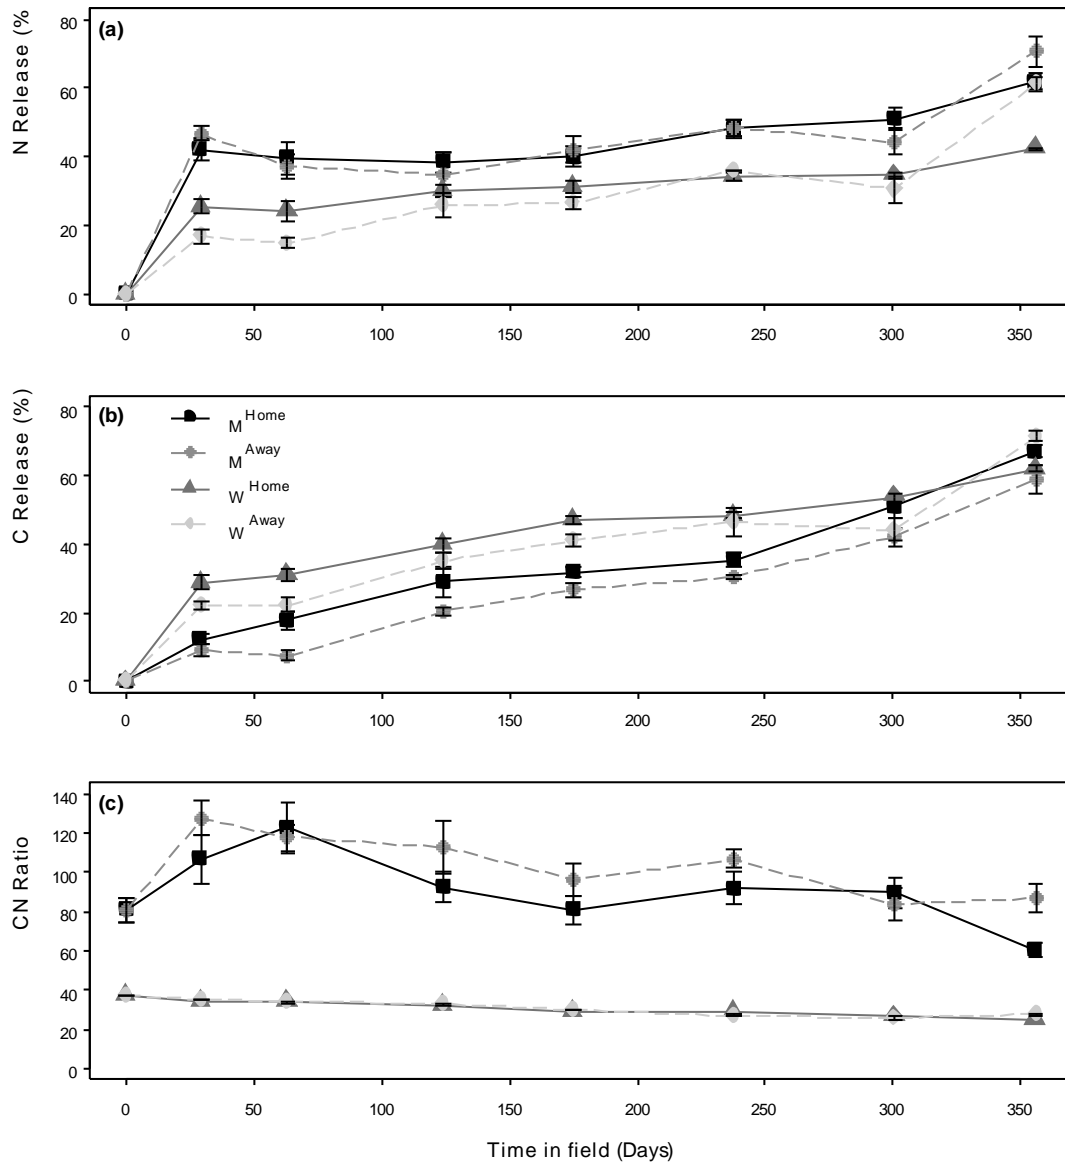 N Release (%
(a)
80
60
40
20
0
0 50 100 150 200 250 300 350
C Release (%)
(b)
M Home
M Away
W Home
W Away
80
60
40
20
0
0 50 100 150 200 250 300 350
CN Ratio
(c)
140
120
100
80
60
40
20
0
0 50 100 150 200 250 300 350
Time in field (Days)